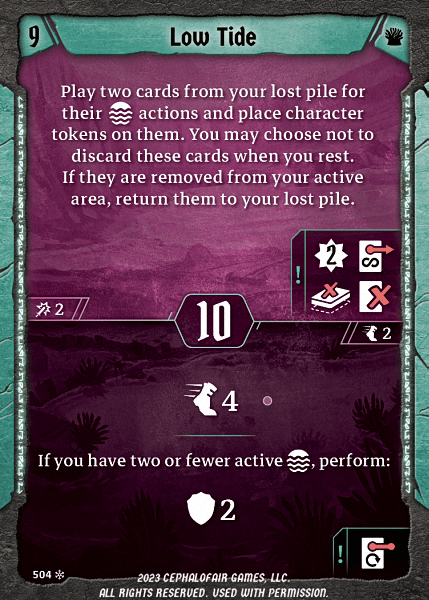 9
Low Tide
Play two cards from your lost pile for
their actions and place character
tokens on them. You may choose not to
discard these cards when you rest.
If they are removed from your active
area, return them to your lost pile.
! 2
2
10
2
4
If you have two or fewer active , perform:
2
!
504
2023 CEPHALOFAIR GAMES, LLC.
ALL RIGHTS RESERVED. USED WITH PERMISSION.